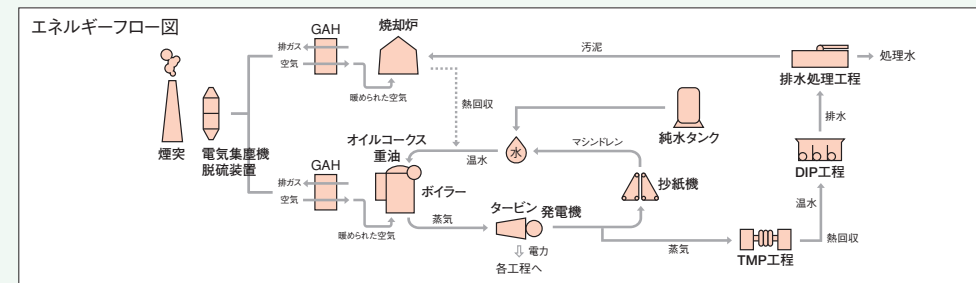 エネルギーフロー図
GAH
焼却炉
排ガス
空気
暖められた空気
汚泥
排水処理工程
処理水
熱回収
排水
純水タンク
煙突
電気集塵機
脱硫装置
オイルコークス
重油
GAH
排ガス
空気
暖められた空気
ボイラー
温水
水
マシンドレン
抄紙機
DIP工程
温水
蒸気
タービン
発電機
電力
各工程へ
蒸気
TMP工程
熱回収